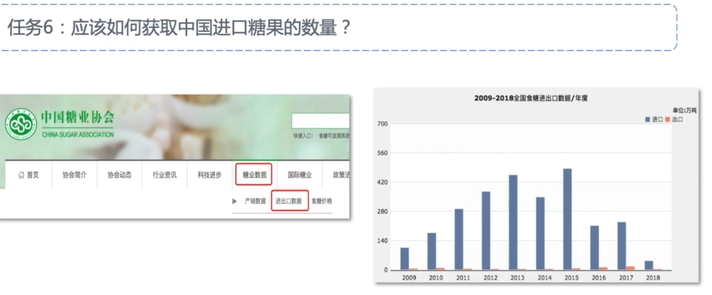 任务6：应该如何获取中国进口糖果的数量？
中国糖业协会
CHINA SUGAR ASSOCIATION
快速入口： 食糖可追溯系统
首页 协会简介 协会动态 行业资讯 科技进步 糖业数据 国际糖业 政策法
产销数据 进出口数据 食糖价格
2009-2018全国食糖进出口数据/年度
单位:万吨
进口 出口
700
560
420
280
140
0
2009 2010 2011 2012 2013 2014 2015 2016 2017 2018